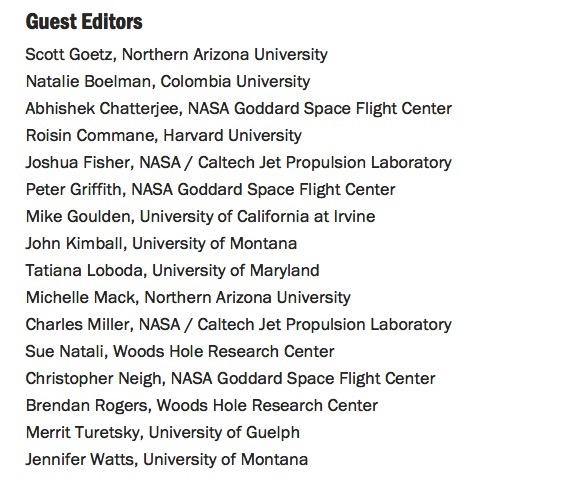 Guest Editors
Scott Goetz, Northern Arizona University
Natalie Boelman, Colombia University
Abhishek Chatterjee, NASA Goddard Space Flight Center
Roisin Commane, Harvard University
Joshua Fisher, NASA / Caltech Jet Propulsion Laboratory
Peter Griffith, NASA Goddard Space Flight Center
Mike Goulden, University of California at Irvine
John Kimball, University of Montana
Tatiana Loboda, University of Maryland
Michelle Mack, Northern Arizona University
Charles Miller, NASA / Caltech Jet Propulsion Laboratory
Sue Natali, Woods Hole Research Center
Christopher Neigh, NASA Goddard Space Flight Center
Brendan Rogers, Woods Hole Research Center
Merrit Turetsky, University of Guelph
Jennifer Watts, University of Montana